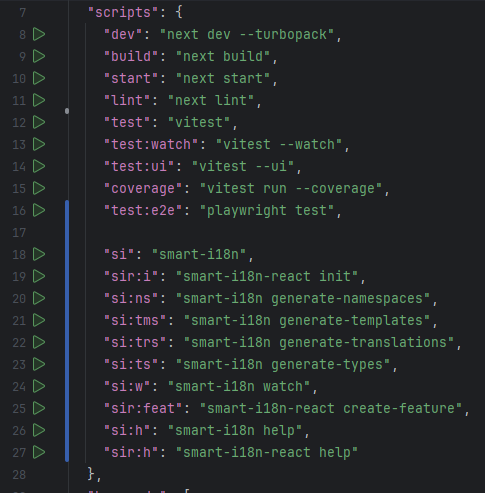 7 "scripts": {
8 "dev": "next dev --turbopack",
9 "build": "next build",
10 "start": "next start",
11 "lint": "next lint",
12 "test": "vitest",
13 "test:watch": "vitest --watch",
14 "test:ui": "vitest --ui",
15 "coverage": "vitest run --coverage",
16 "test:e2e": "playwright test",
17
18 "si": "smart-i18n",
19 "sir:i": "smart-i18n-react init",
20 "si:ns": "smart-i18n generate-namespaces",
21 "si:tms": "smart-i18n generate-templates",
22 "si:trs": "smart-i18n generate-translations",
23 "si:ts": "smart-i18n generate-types",
24 "si:w": "smart-i18n watch",
25 "sir:feat": "smart-i18n-react create-feature",
26 "si:h": "smart-i18n help",
27 "sir:h": "smart-i18n-react help"
28 },